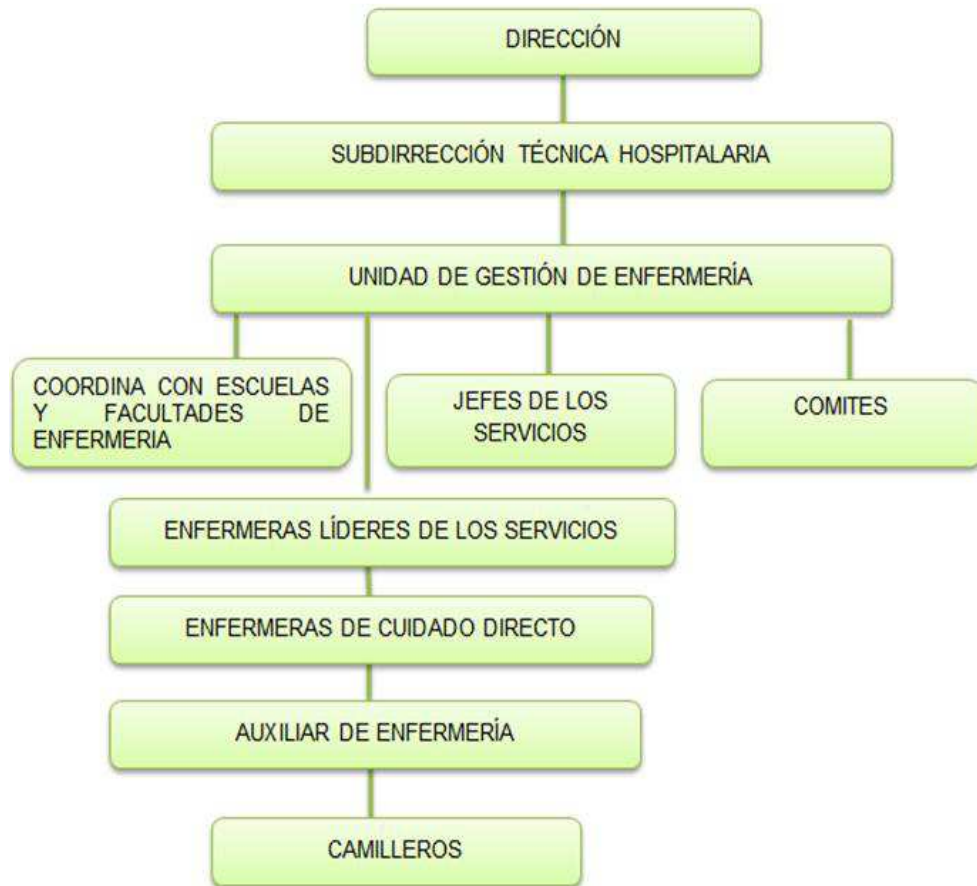 DIRECCIÓN
SUBDIRRECCIÓN TÉCNICA HOSPITALARIA
UNIDAD DE GESTIÓN DE ENFERMERÍA
COORDINA CON ESCUELAS
Y FACULTADES DE
ENFERMERIA
JEFES DE LOS
SERVICIOS
COMITES
ENFERMERAS LÍDERES DE LOS SERVICIOS
ENFERMERAS DE CUIDADO DIRECTO
AUXILIAR DE ENFERMERÍA
CAMILLEROS